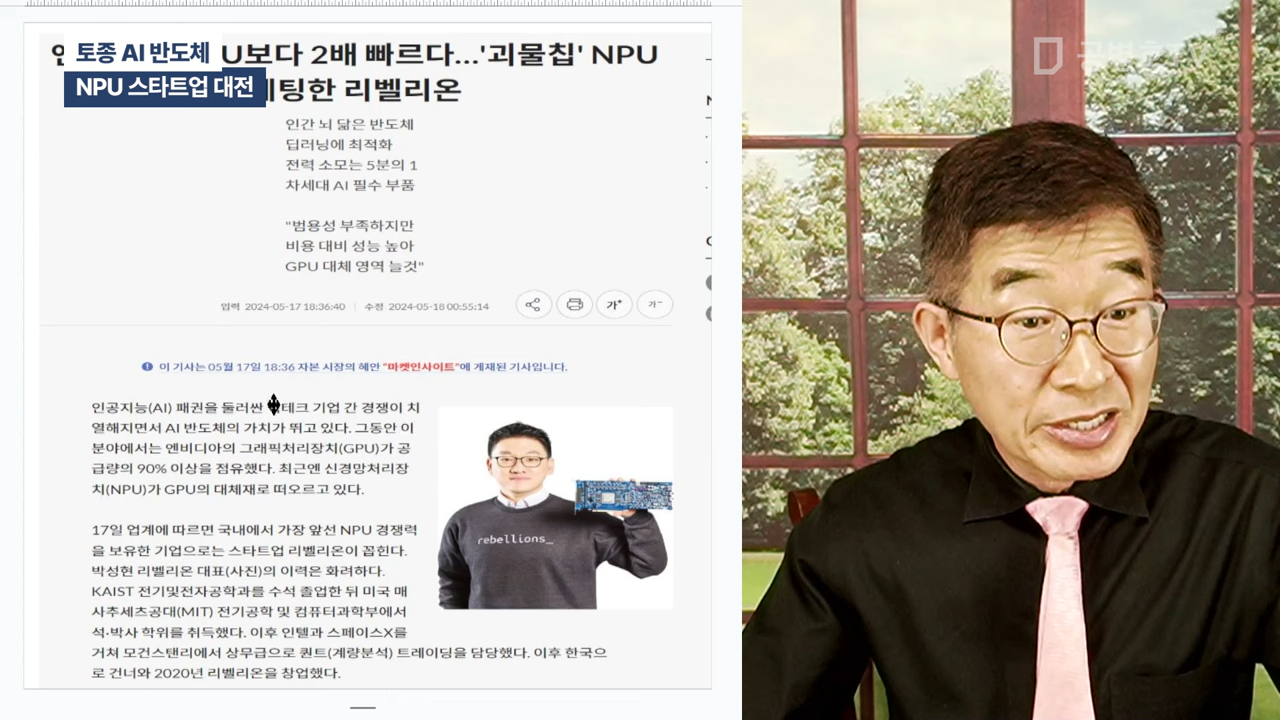 토종 AI 반도체
NPU 스타트업 대전
U보다 2배 빠르다...'괴물칩' NPU
팅한 리벨리온
인간 뇌 닮은 반도체
딥러닝에 최적화
전력 소모는 5분의 1
차세대 AI 필수 부품
"범용성 부족하지만
비용 대비 성능 높아
GPU 대체 영역 늘것"
입력 2024-05-17 18:36:40 수정 2024-05-18 00:55:14
가+ 가-
이 기사는 05월 17일 18:36 자본 시장의 혜안 "마켓인사이트"에 게재된 기사입니다.
인공지능(AI) 패권을 둘러싼 테크 기업 간 경쟁이 치
열해지면서 AI 반도체의 가치가 뛰고 있다. 그동안 이
분야에서는 엔비디아의 그래픽처리장치(GPU)가 공
급량의 90% 이상을 점유했다. 최근엔 신경망처리장
치(NPU)가 GPU의 대체재로 떠오르고 있다.
17일 업계에 따르면 국내에서 가장 앞선 NPU 경쟁력
을 보유한 기업으로는 스타트업 리벨리온이 꼽힌다.
박성현 리벨리온 대표(사진)의 이력은 화려하다.
KAIST 전기및전자공학과를 수석 졸업한 뒤 미국 매
사추세츠공대(MIT) 전기공학 및 컴퓨터과학부에서
석·박사 학위를 취득했다. 이후 인텔과 스페이스X를
거쳐 모건스탠리에서 상무급으로 퀀트(계량분석) 트레이딩을 담당했다. 이후 한국으
로 건너와 2020년 리벨리온을 창업했다.
rebellions_